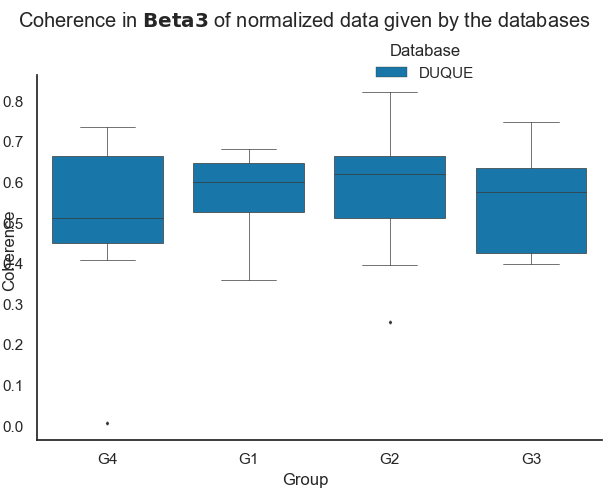 Coherence in Beta3 of normalized data given by the databases
Database
DUQUE
0.8
0.7
0.6
0.5
0.4
0.3
0.2
0.1
0.0
Coherence
G4 G1 G2 G3
Group